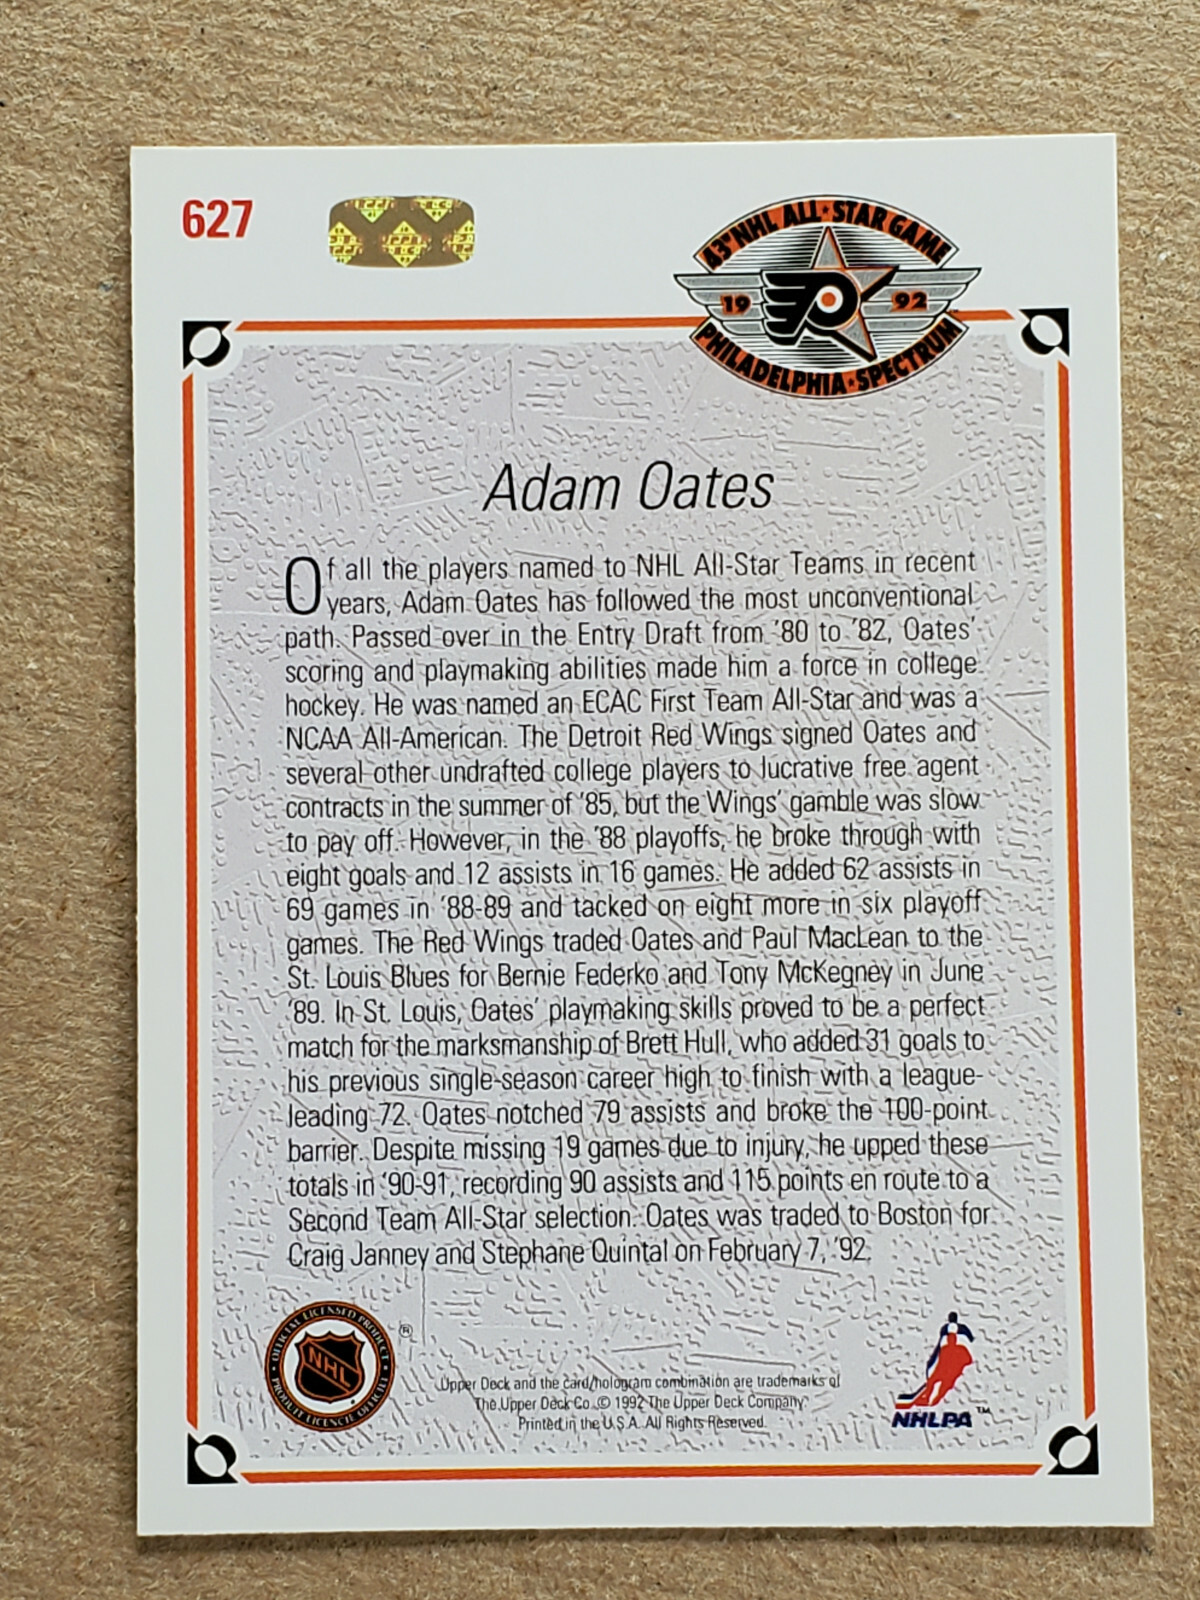 627
43rd NHL ALL★STAR GAME
19 92
PHILADELPHIA★SPECTRUM
Adam Oates
Of all the players named to NHL All-Star Teams in recent
years, Adam Oates has followed the most unconventional
path. Passed over in the Entry Draft from '80 to '82, Oates'
scoring and playmaking abilities made him a force in college
hockey. He was named an ECAC First Team All-Star and was a
NCAA All-American. The Detroit Red Wings signed Oates and
several other undrafted college players to lucrative free agent
contracts in the summer of '85, but the Wings' gamble was slow
to pay off. However, in the '88 playoffs, he broke through with
eight goals and 12 assists in 16 games. He added 62 assists in
69 games in '88-89 and tacked on eight more in six playoff
games. The Red Wings traded Oates and Paul MacLean to the
St. Louis Blues for Bernie Federko and Tony McKegney in June
'89. In St. Louis, Oates' playmaking skills proved to be a perfect
match for the marksmanship of Brett Hull, who added 31 goals to
his previous single-season career high to finish with a league-
leading 72. Oates notched 79 assists and broke the 100-point
barrier. Despite missing 19 games due to injury, he upped these
totals in '90-91, recording 90 assists and 115 points en route to a
Second Team All-Star selection. Oates was traded to Boston for
Craig Janney and Stephane Quintal on February 7, '92.
OFFICIAL LICENSED PRODUCT
NHL
PRODUIT LICENCIÉ OFFICIEL
®
Upper Deck and the card/hologram combination are trademarks of
The Upper Deck Co. © 1992 The Upper Deck Company.
Printed in the U.S.A. All Rights Reserved.
NHLPA™